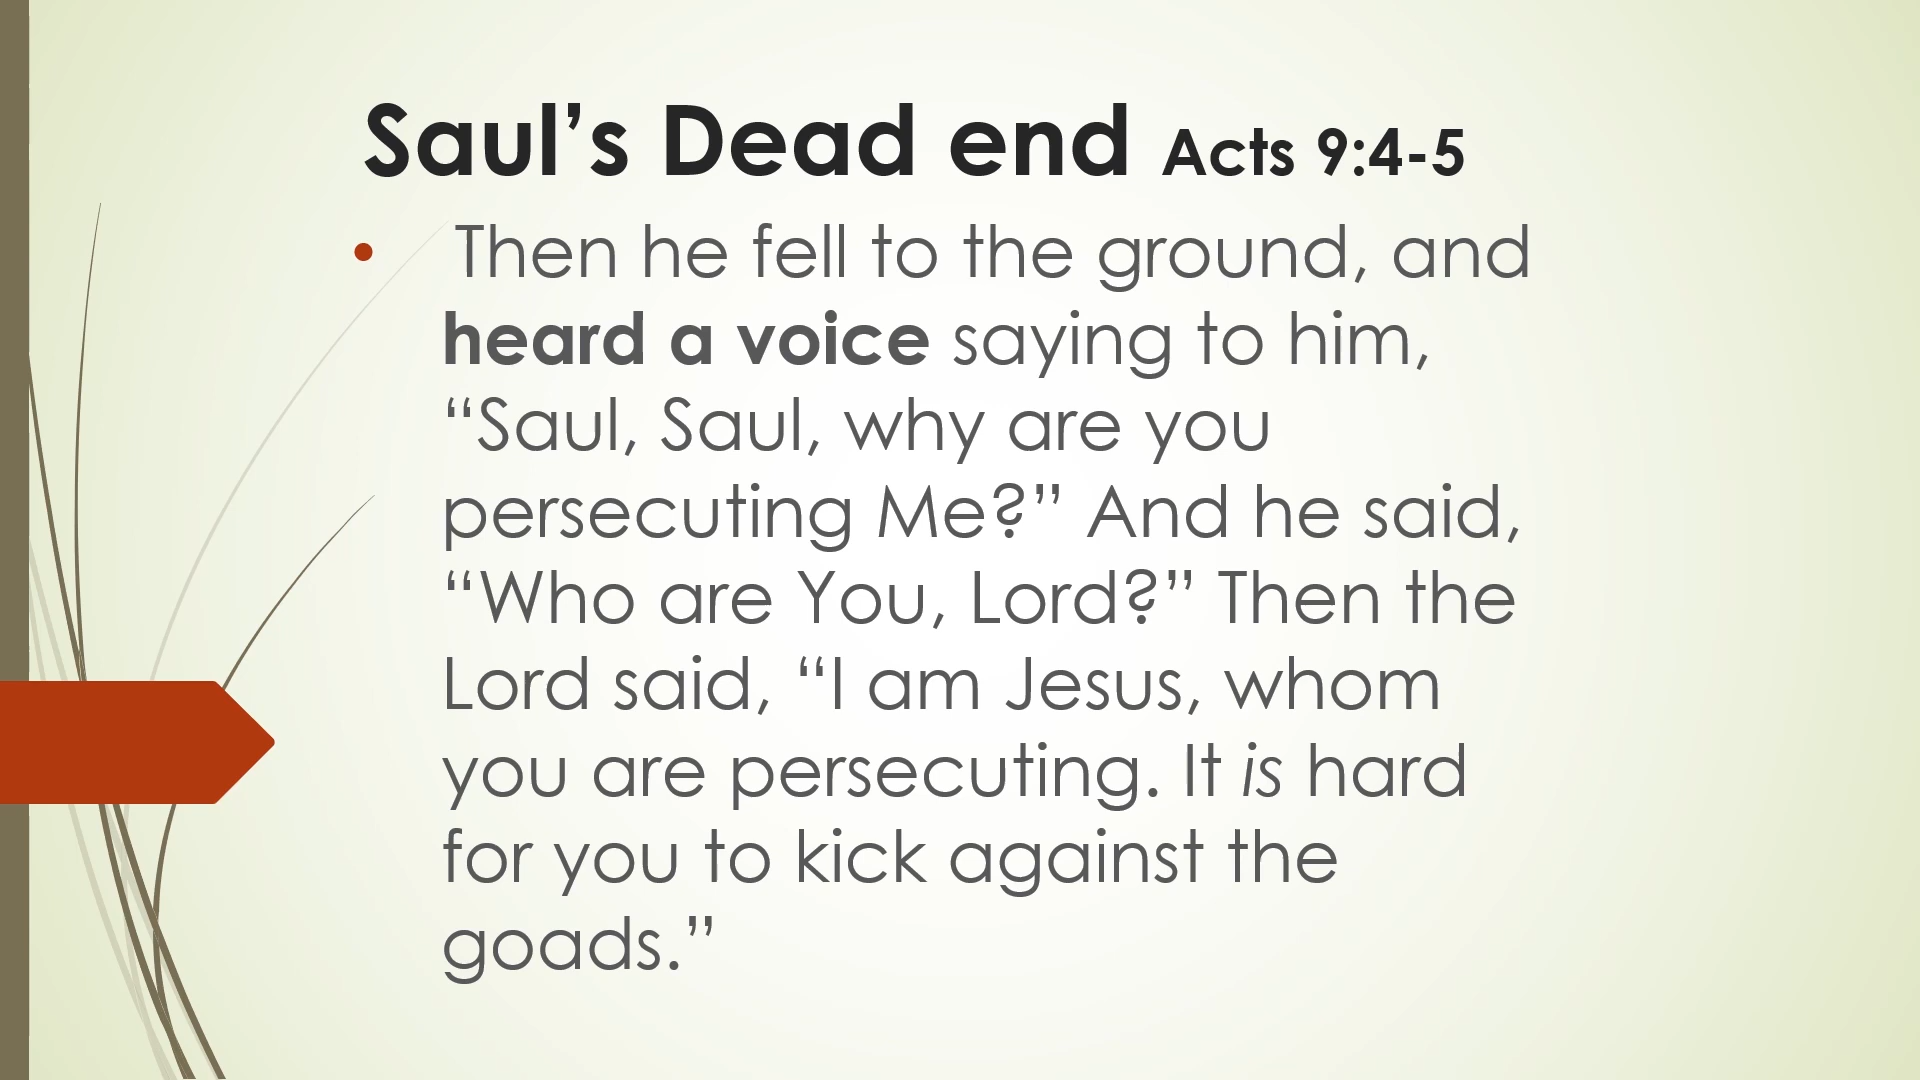 Saul’s Dead end Acts 9:4-5
• Then he fell to the ground, and
heard a voice saying to him,
“Saul, Saul, why are you
persecuting Me?” And he said,
“Who are You, Lord?” Then the
Lord said, “I am Jesus, whom
you are persecuting. It is hard
for you to kick against the
goads.”